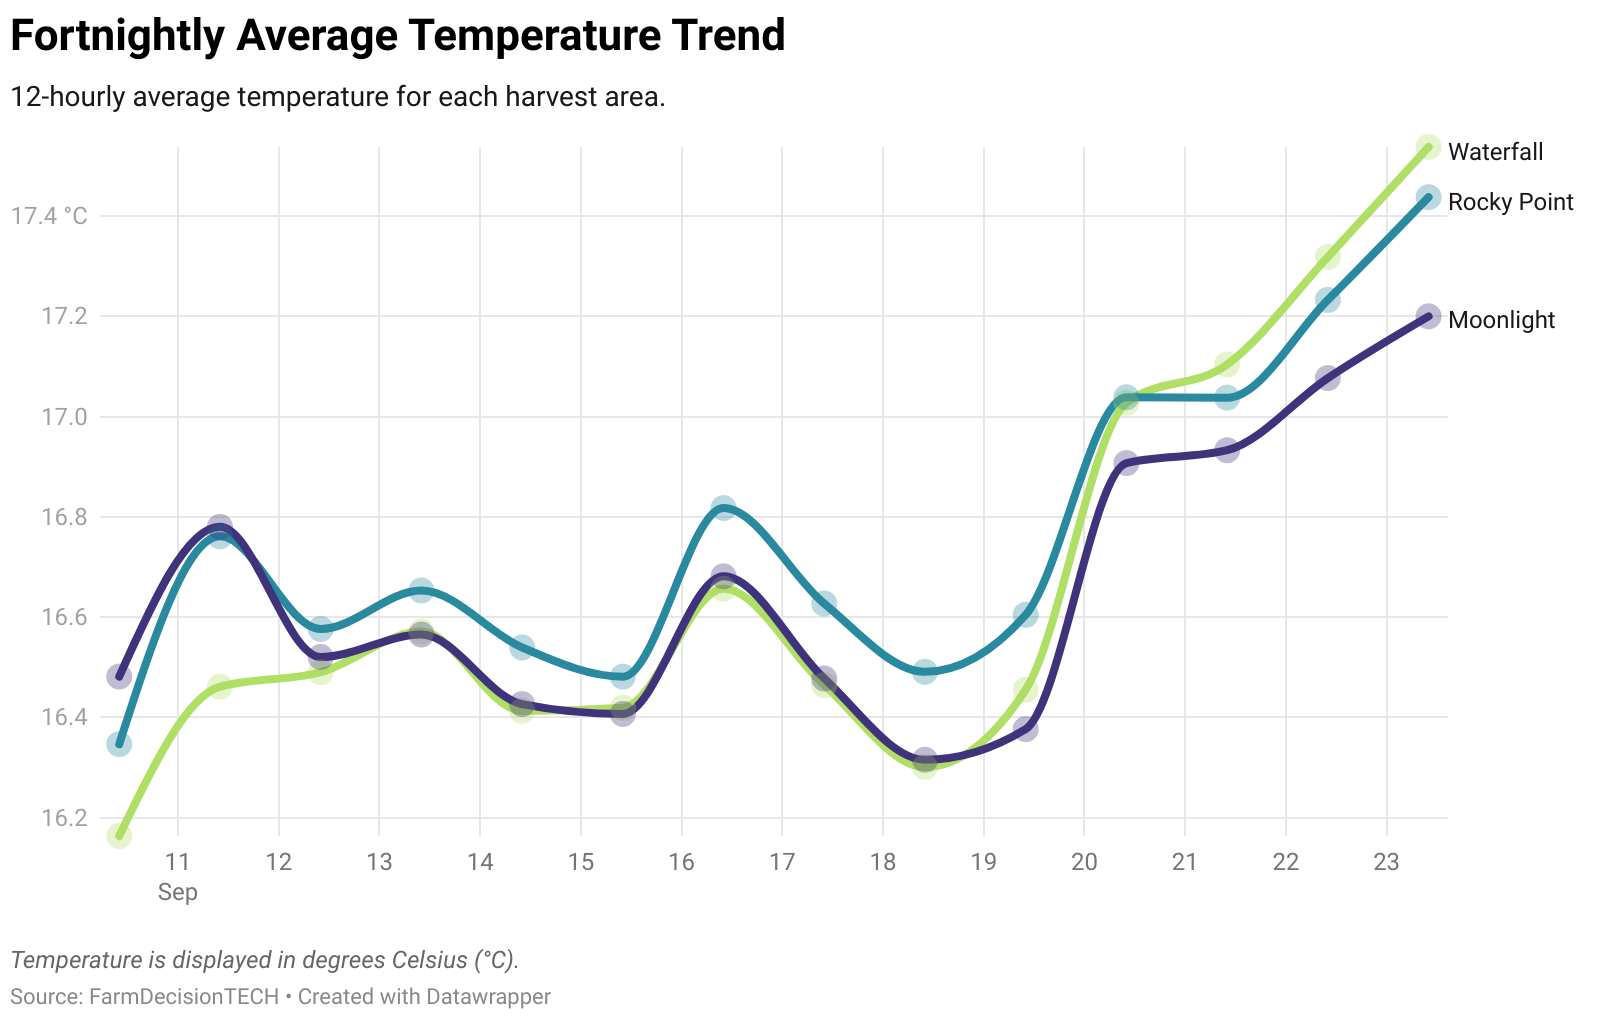 Fortnightly Average Temperature Trend
12-hourly average temperature for each harvest area.
Waterfall
17.4 °C
Rocky Point
17.2
Moonlight
17.0
16.8
16.6
16.4
16.2
11 12 13 14 15 16 17 18 19 20 21 22 23
Sep
Temperature is displayed in degrees Celsius (°C).
Source: FarmDecisionTECH • Created with Datawrapper